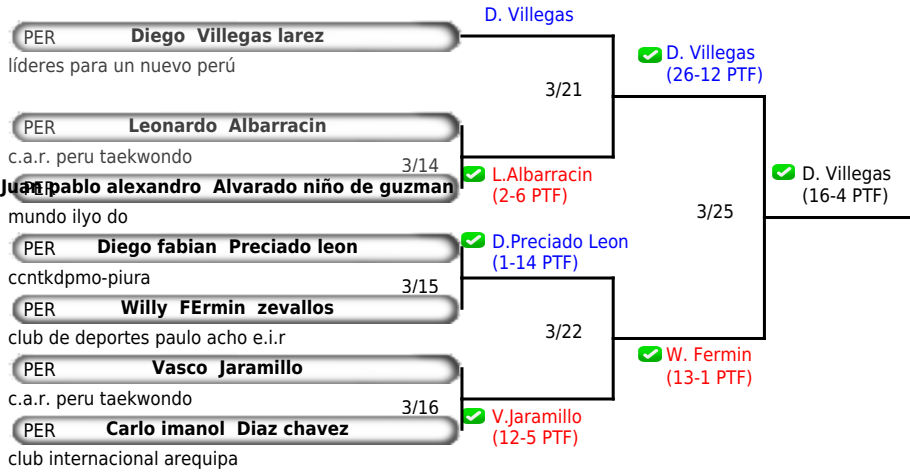 D. Villegas
PER Diego Villegas larez
líderes para un nuevo perú
D. Villegas
(26-12 PTF)
3/21
PER Leonardo Albarracin
c.a.r. peru taekwondo
3/14
L.Albarracin
(2-6 PTF)
PER Juan pablo alexandro Alvarado niño de guzman
mundo ilyo do
D. Villegas
(16-4 PTF)
3/25
PER Diego fabian Preciado leon
ccntkdpmo-piura
D.Preciado Leon
(1-14 PTF)
3/15
PER Willy FErmin zevallos
club de deportes paulo acho e.i.r
3/22
W. Fermin
(13-1 PTF)
PER Vasco Jaramillo
c.a.r. peru taekwondo
3/16
V.Jaramillo
(12-5 PTF)
PER Carlo imanol Diaz chavez
club internacional arequipa